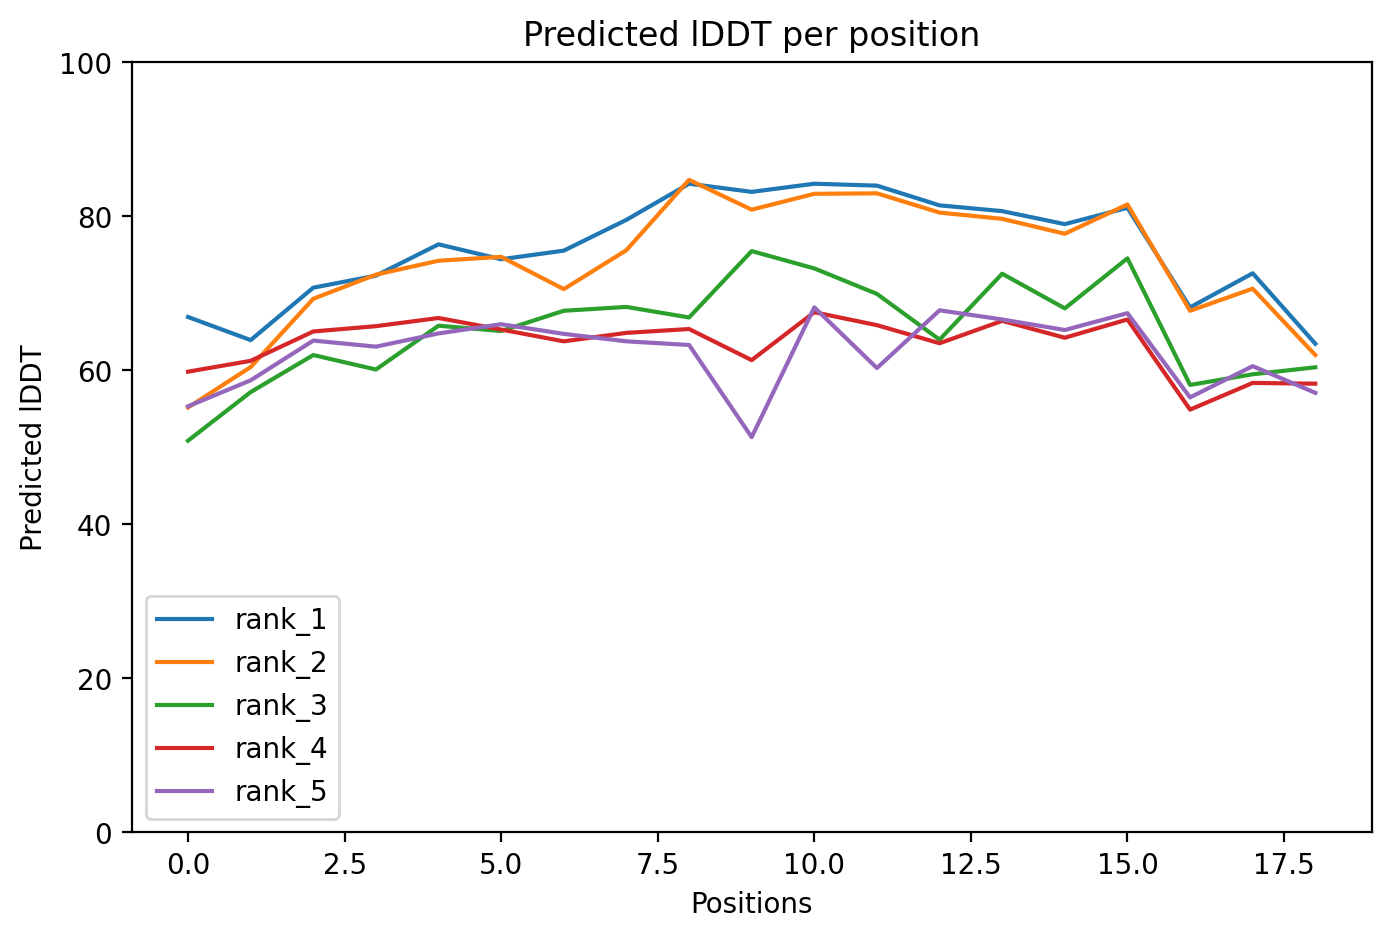 Predicted lDDT per position
100
80
60
40
20
0
Predicted lDDT
rank_1
rank_2
rank_3
rank_4
rank_5
0.0 2.5 5.0 7.5 10.0 12.5 15.0 17.5
Positions